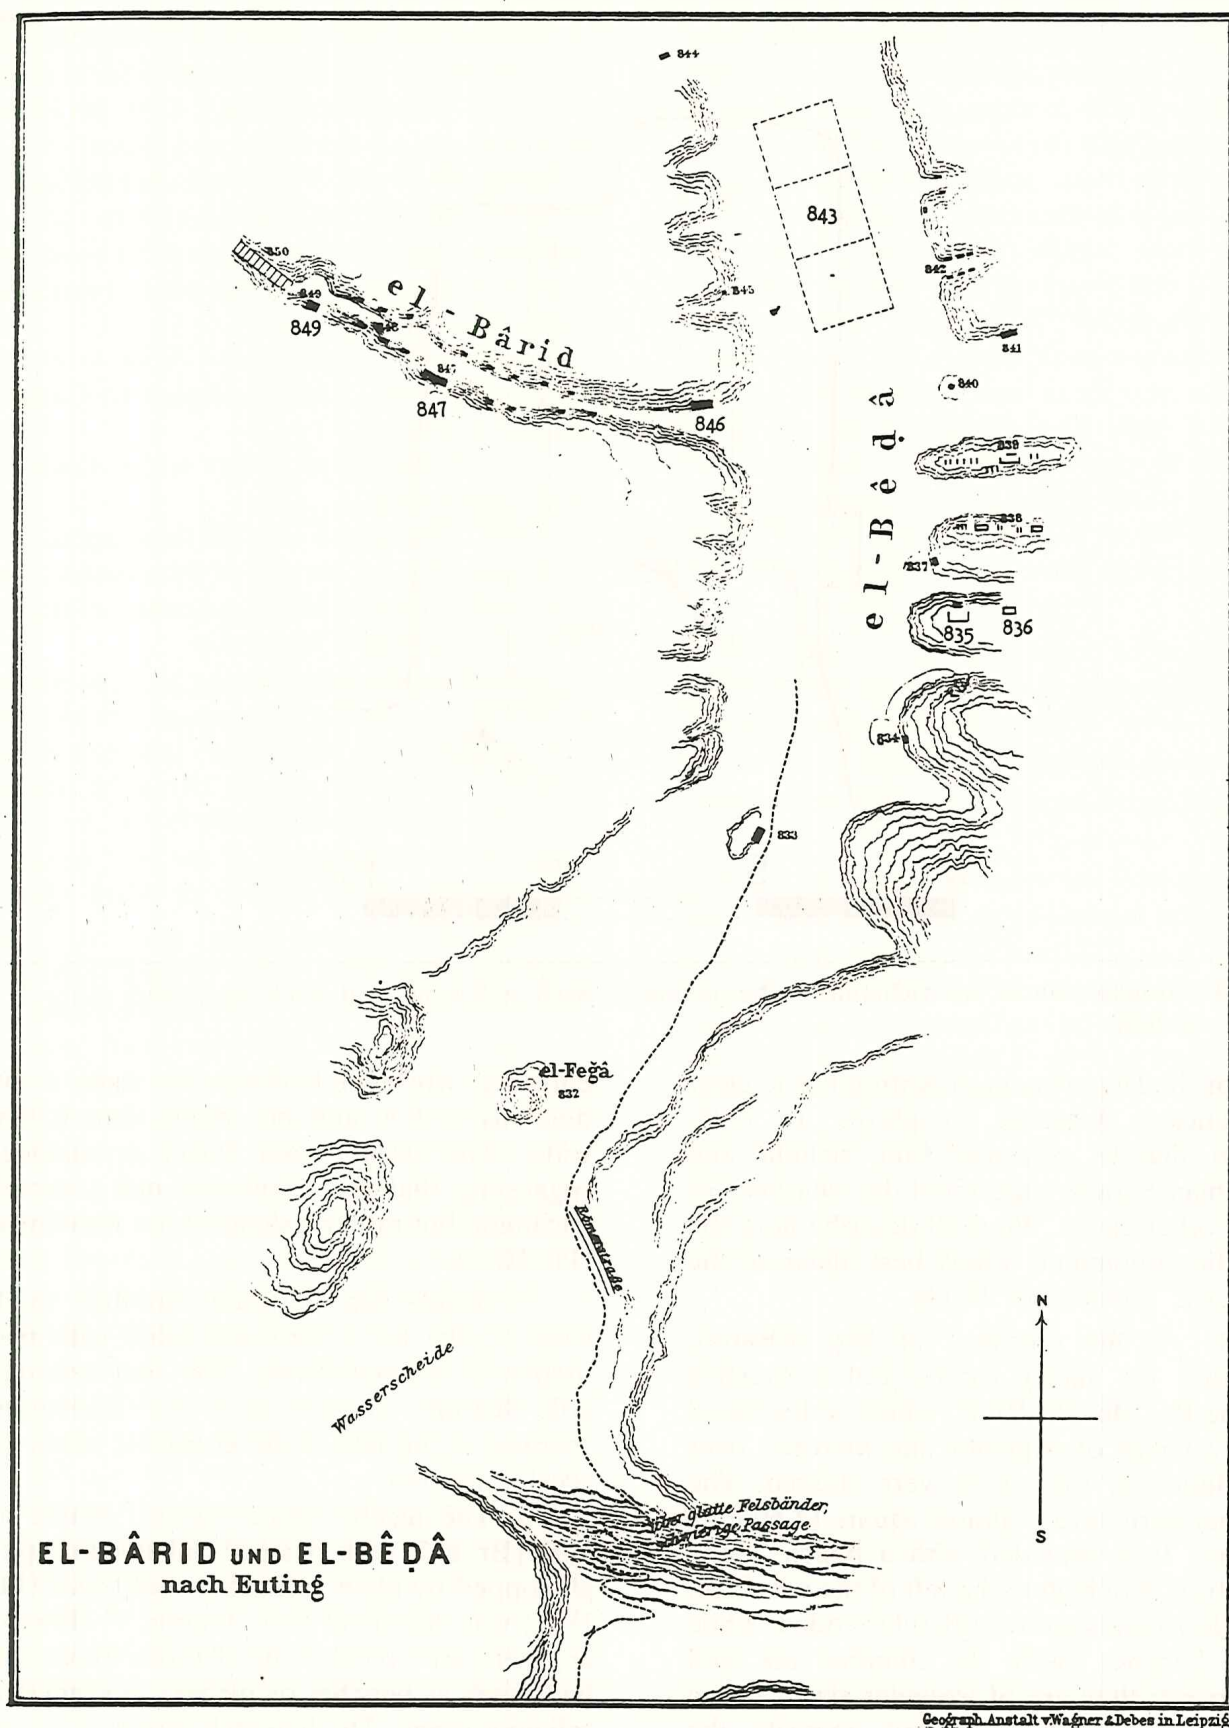 844
843
850
842
849
849
845
848
el-Bârid
841
847
847
840
846
el-Bêḍâ
839
838
837
835
836
834
833
el-Feǧâ
832
Römerstraße
N
Wasserscheide
S
über glatte Felsbänder,
schwierige Passage
EL-BÂRID UND EL-BÊḌÂ
nach Euting
Geograph. Anstalt v. Wagner & Debes in Leipzig